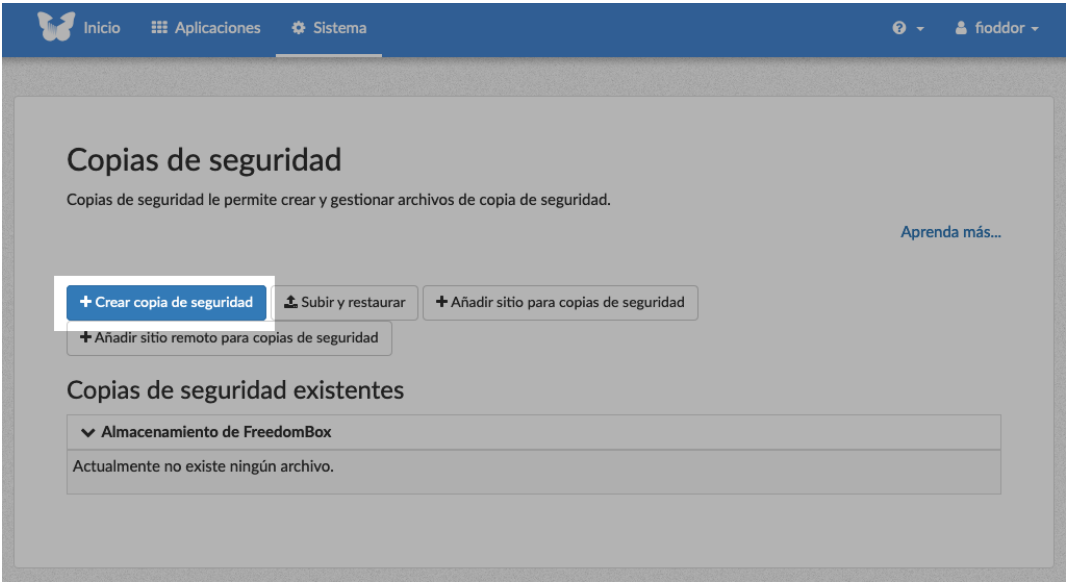 Inicio Aplicaciones Sistema fioddor
Copias de seguridad
Copias de seguridad le permite crear y gestionar archivos de copia de seguridad.
Aprenda más...
+ Crear copia de seguridad Subir y restaurar + Añadir sitio para copias de seguridad
+ Añadir sitio remoto para copias de seguridad
Copias de seguridad existentes
Almacenamiento de FreedomBox
Actualmente no existe ningún archivo.